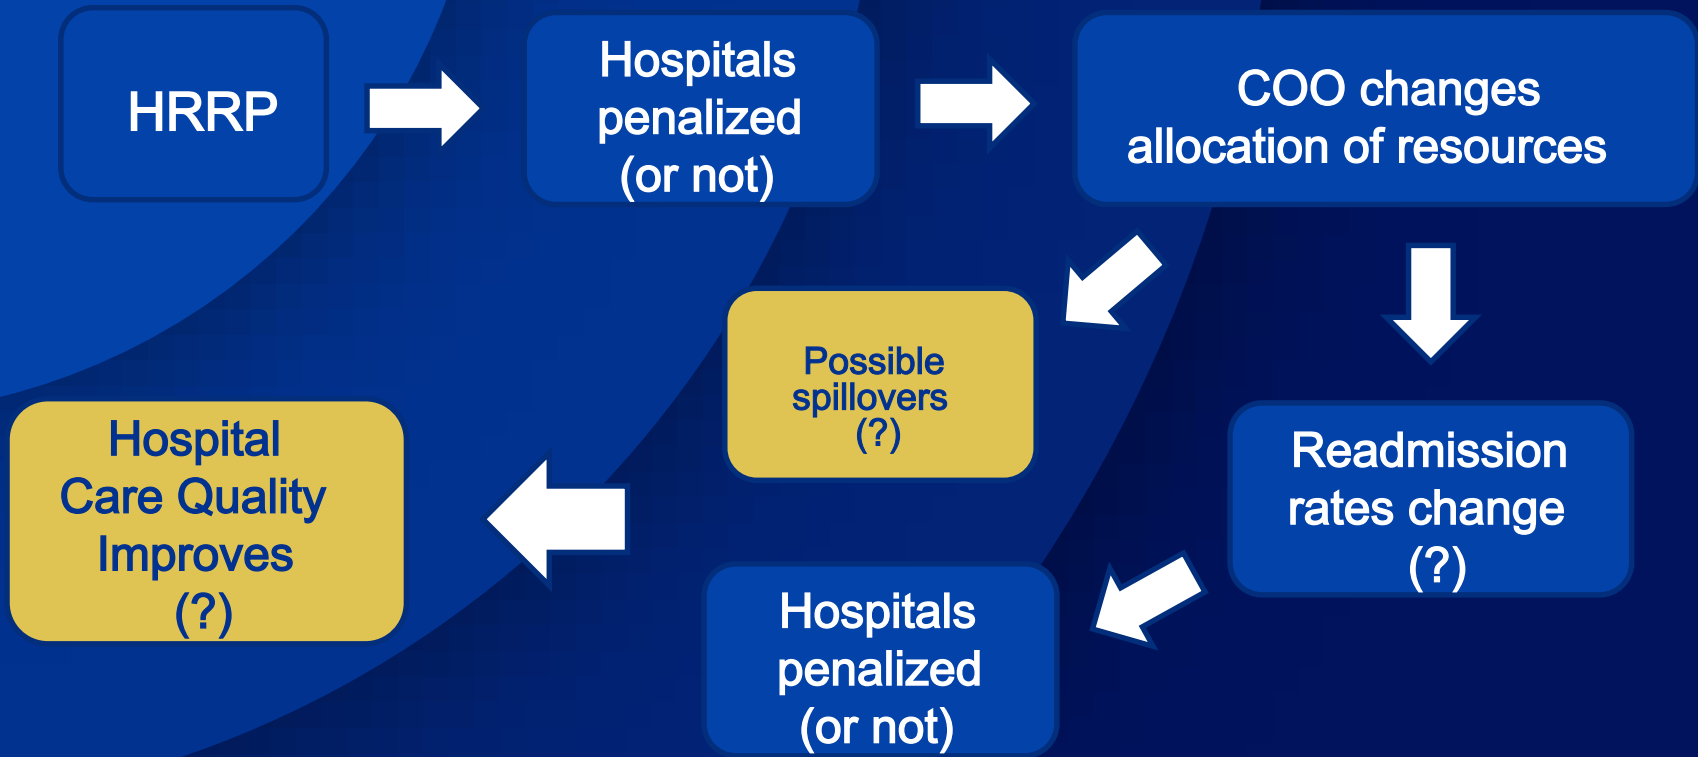 HRRP
Hospitals
penalized
(or not)
COO changes
allocation of resources
Possible
spillovers
(?)
Readmission
rates change
(?)
Hospitals
penalized
(or not)
Hospital
Care Quality
Improves
(?)